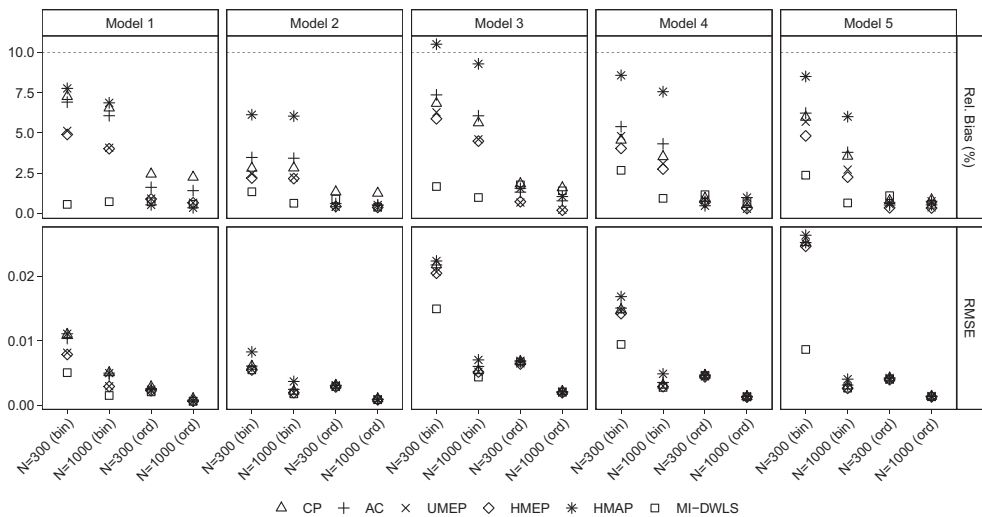 Model 1 Model 2 Model 3 Model 4 Model 5
10.0
7.5
5.0
2.5
0.0
Rel. Bias (%)
0.02
0.01
0.00
RMSE
N=300 (bin) N=1000 (bin) N=300 (ord) N=1000 (ord) N=300 (bin) N=1000 (bin) N=300 (ord) N=1000 (ord) N=300 (bin) N=1000 (bin) N=300 (ord) N=1000 (ord) N=300 (bin) N=1000 (bin) N=300 (ord) N=1000 (ord) N=300 (bin) N=1000 (bin) N=300 (ord) N=1000 (ord)
CP AC UMEP HMEP HMAP MI−DWLS